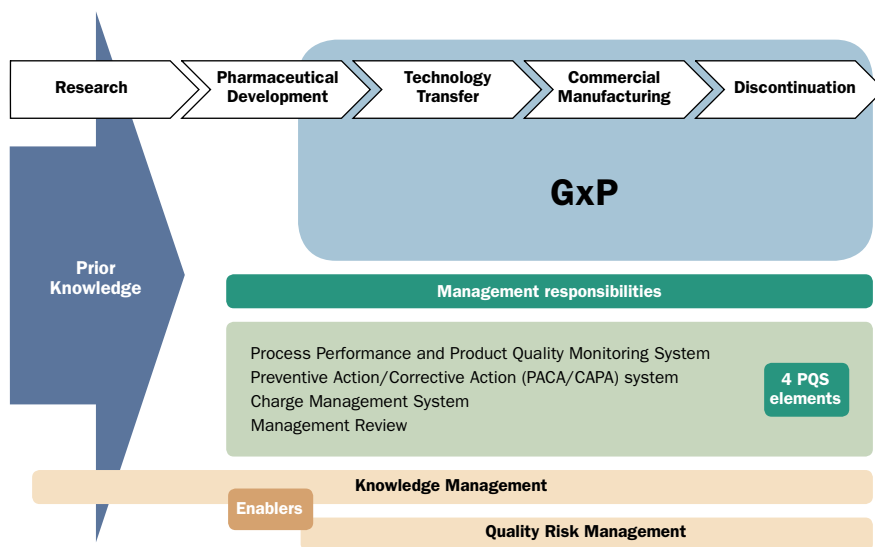 Research
Pharmaceutical
Development
Technology
Transfer
Commercial
Manufacturing
Discontinuation
GxP
Prior
Knowledge
Management responsibilities
Process Performance and Product Quality Monitoring System
Preventive Action/Corrective Action (PACA/CAPA) system
Charge Management System
Management Review
4 PQS
elements
Knowledge Management
Enablers
Quality Risk Management